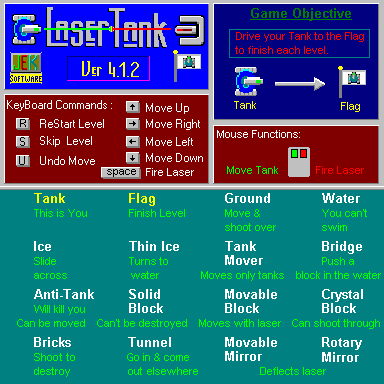 LaserTank
JEK
SOFTWARE
Ver 4.1.2
Game Objective
Drive your Tank to the Flag
to finish each level.
Tank
Flag
KeyBoard Commands :
R ReStart Level
S Skip Level
U Undo Move
Move Up
Move Right
Move Left
Move Down
space Fire Laser
Mouse Functions:
Move Tank
Fire Laser
Tank
This is You
Flag
Finish Level
Ground
Move &
shoot over
Water
You can't
swim
Ice
Slide
across
Thin Ice
Turns to
water
Tank
Mover
Moves only tanks
Bridge
Push a
block in the water
Anti-Tank
Will kill you
Can be moved
Solid
Block
Can't be destroyed
Movable
Block
Moves with laser
Crystal
Block
Can shoot through
Bricks
Shoot to
destroy
Tunnel
Go in & come
out elsewhere
Movable
Mirror
Rotary
Mirror
Deflects laser